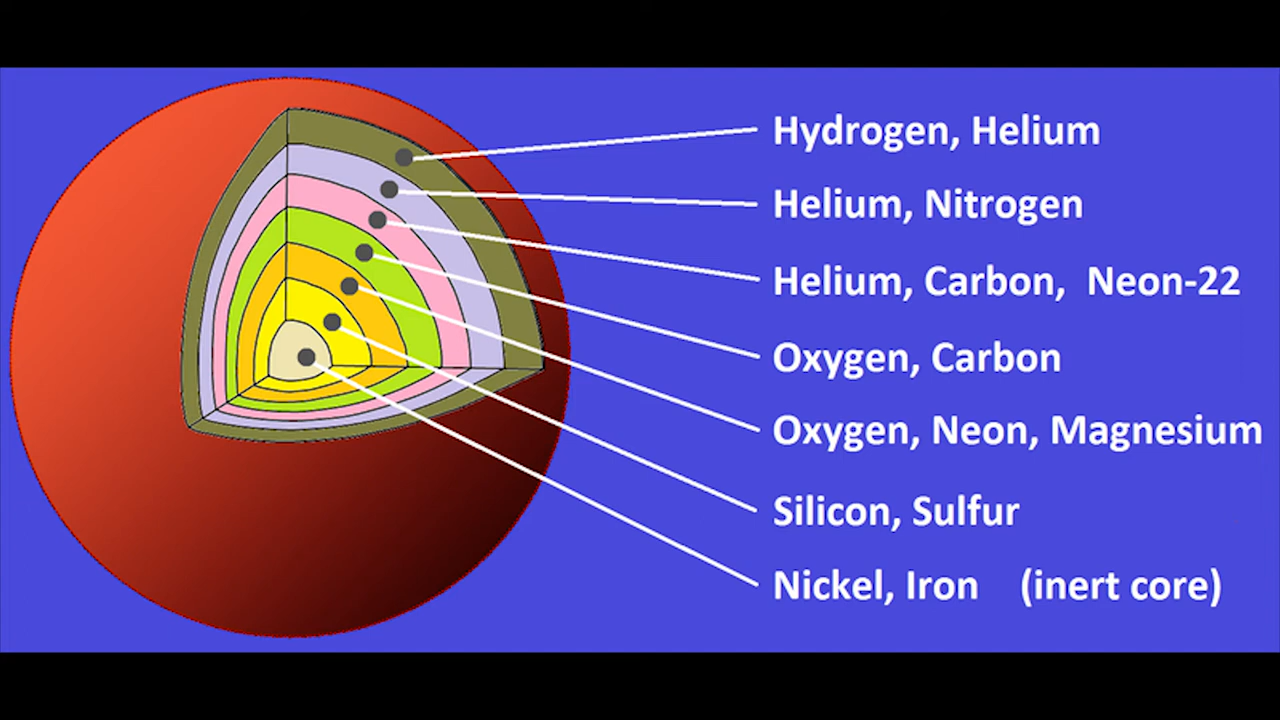 Hydrogen, Helium
Helium, Nitrogen
Helium, Carbon, Neon-22
Oxygen, Carbon
Oxygen, Neon, Magnesium
Silicon, Sulfur
Nickel, Iron (inert core)